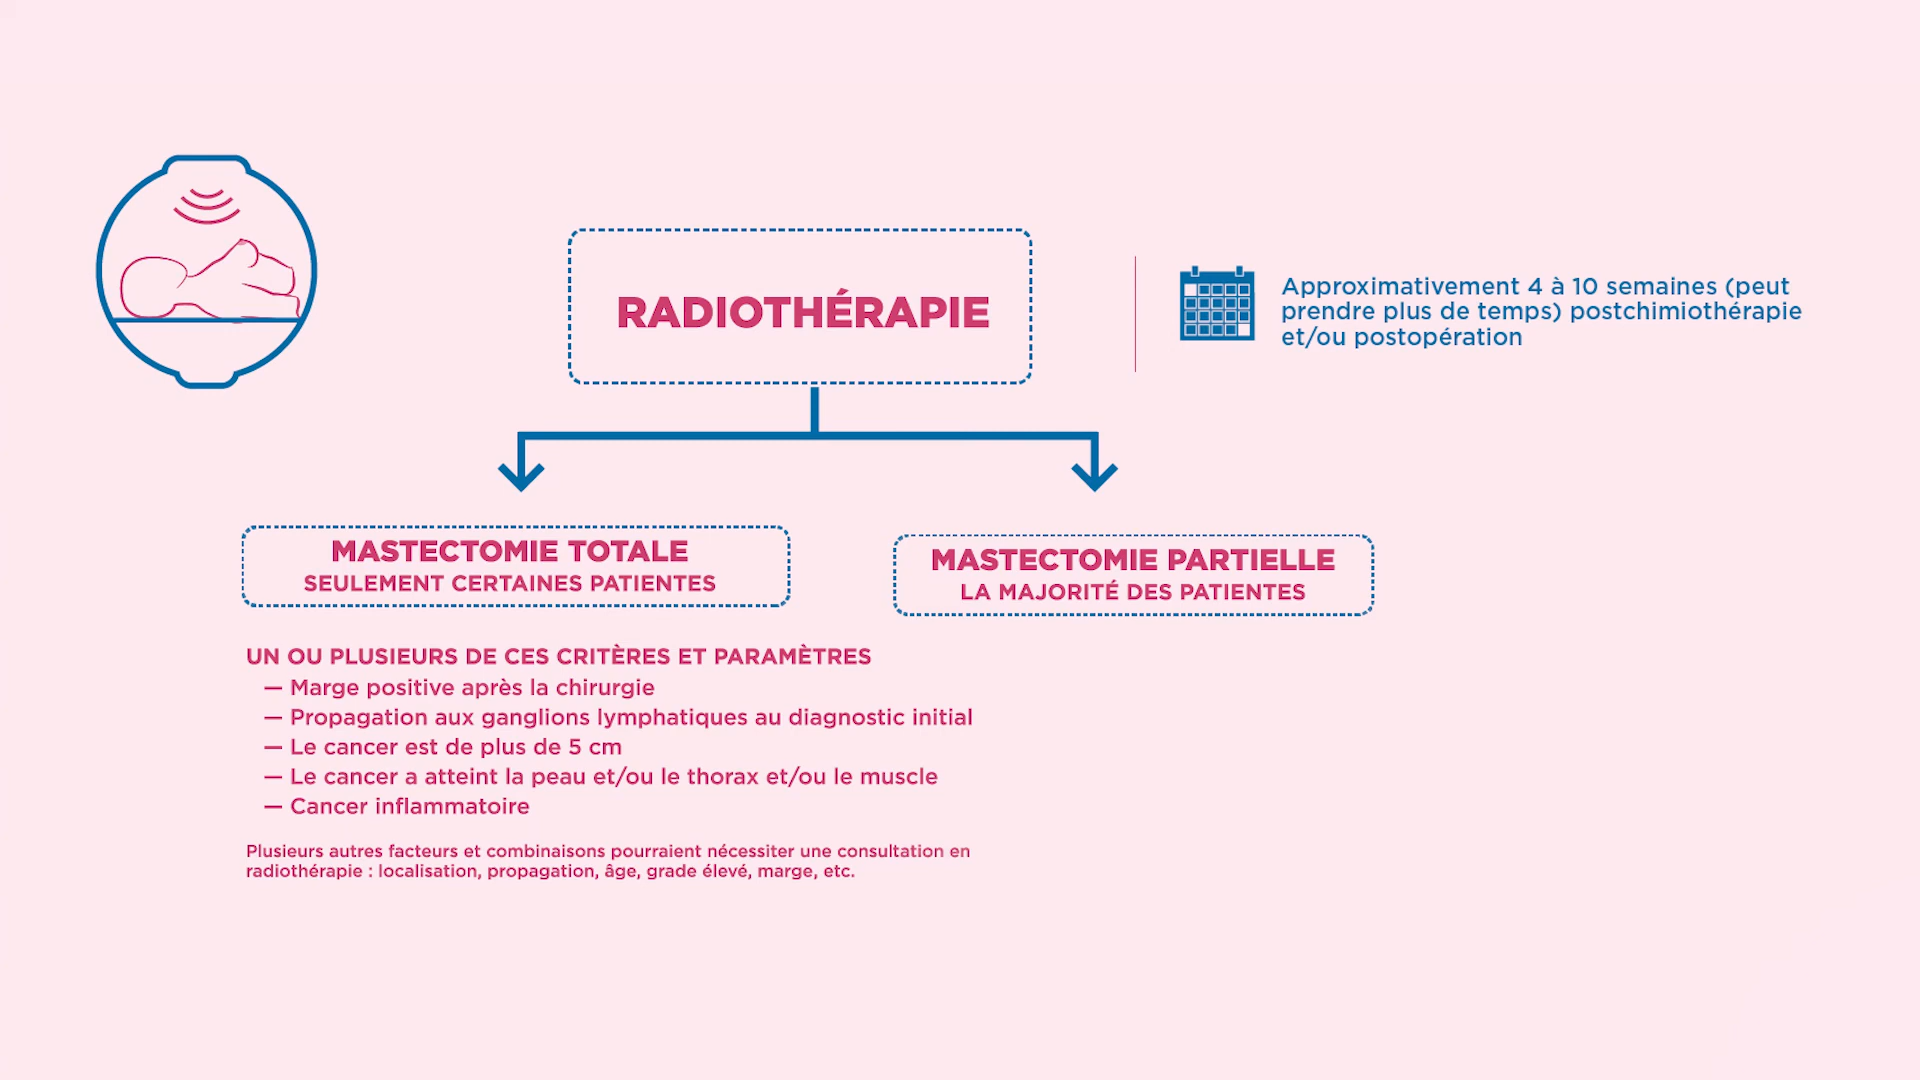 RADIOTHÉRAPIE
Approximativement 4 à 10 semaines (peut
prendre plus de temps) postchimiothérapie
et/ou postopération
MASTECTOMIE TOTALE
SEULEMENT CERTAINES PATIENTES
MASTECTOMIE PARTIELLE
LA MAJORITÉ DES PATIENTES
UN OU PLUSIEURS DE CES CRITÈRES ET PARAMÈTRES
— Marge positive après la chirurgie
— Propagation aux ganglions lymphatiques au diagnostic initial
— Le cancer est de plus de 5 cm
— Le cancer a atteint la peau et/ou le thorax et/ou le muscle
— Cancer inflammatoire
Plusieurs autres facteurs et combinaisons pourraient nécessiter une consultation en
radiothérapie : localisation, propagation, âge, grade élevé, marge, etc.